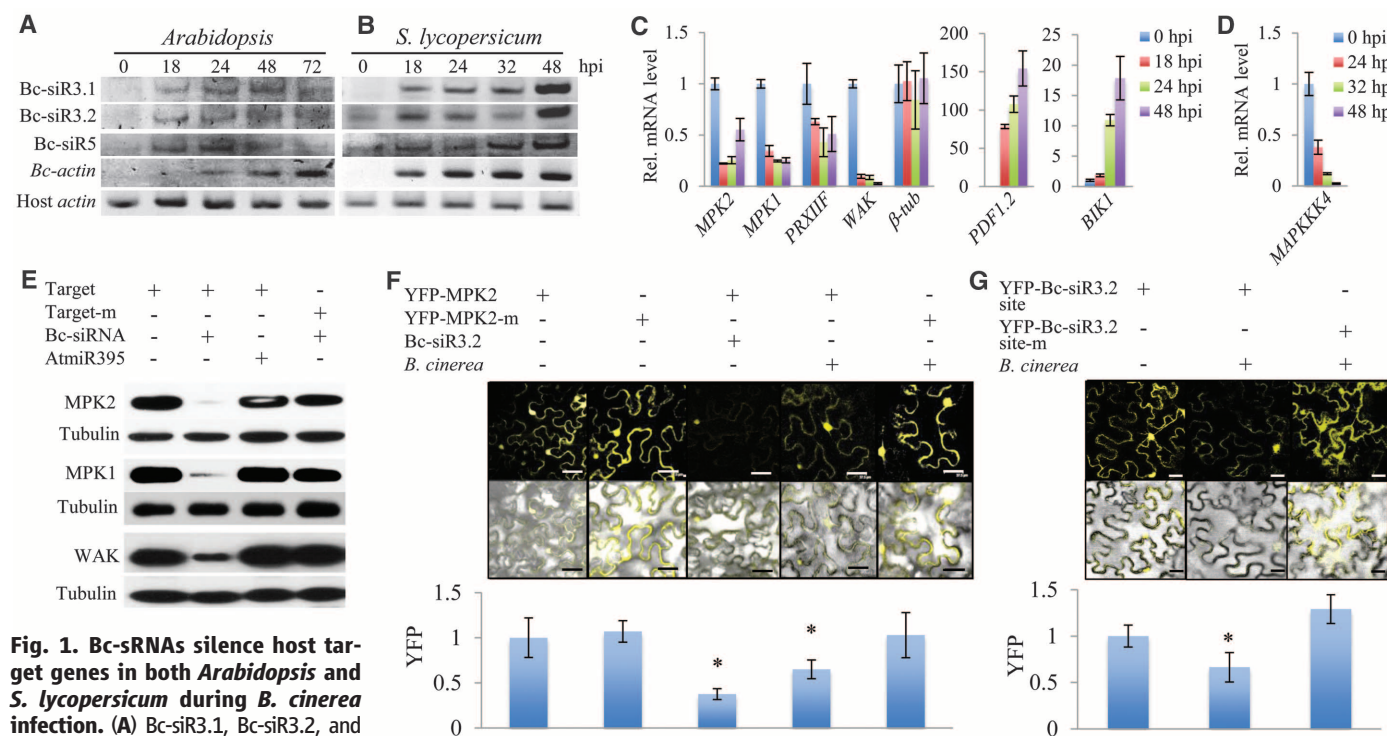 A
Arabidopsis
0 18 24 48 72 hpi
B
S. lycopersicum
0 18 24 32 48
Bc-siR3.1
Bc-siR3.2
Bc-siR5
Bc-actin
Host actin
C
Rel. mRNA level
1.5
1
0.5
0
MPK2
MPK1
PRXIIF
WAK
β-tub
200
150
100
50
0
PDF1.2
25
20
15
10
5
0
BIK1
0 hpi
18 hpi
24 hpi
48 hpi
D
Rel. mRNA level
1.5
1
0.5
0
MAPKKK4
0 hpi
24 hpi
32 hpi
48 hpi
E
Target + + + -
Target-m - - - +
Bc-siRNA - + - +
AtmiR395 - - + -
MPK2
Tubulin
MPK1
Tubulin
WAK
Tubulin
F
YFP-MPK2 + - + + -
YFP-MPK2-m - + - - +
Bc-siR3.2 - - + - -
B. cinerea - - - + +
YFP
1.5
1
0.5
0
* *
G
YFP-Bc-siR3.2
site + + -
YFP-Bc-siR3.2
site-m - - +
B. cinerea - + +
YFP
1.5
1
0.5
0
*
Fig. 1. Bc-sRNAs silence host tar-
get genes in both Arabidopsis and
S. lycopersicum during B. cinerea
infection. (A) Bc-siR3.1, Bc-siR3.2, and